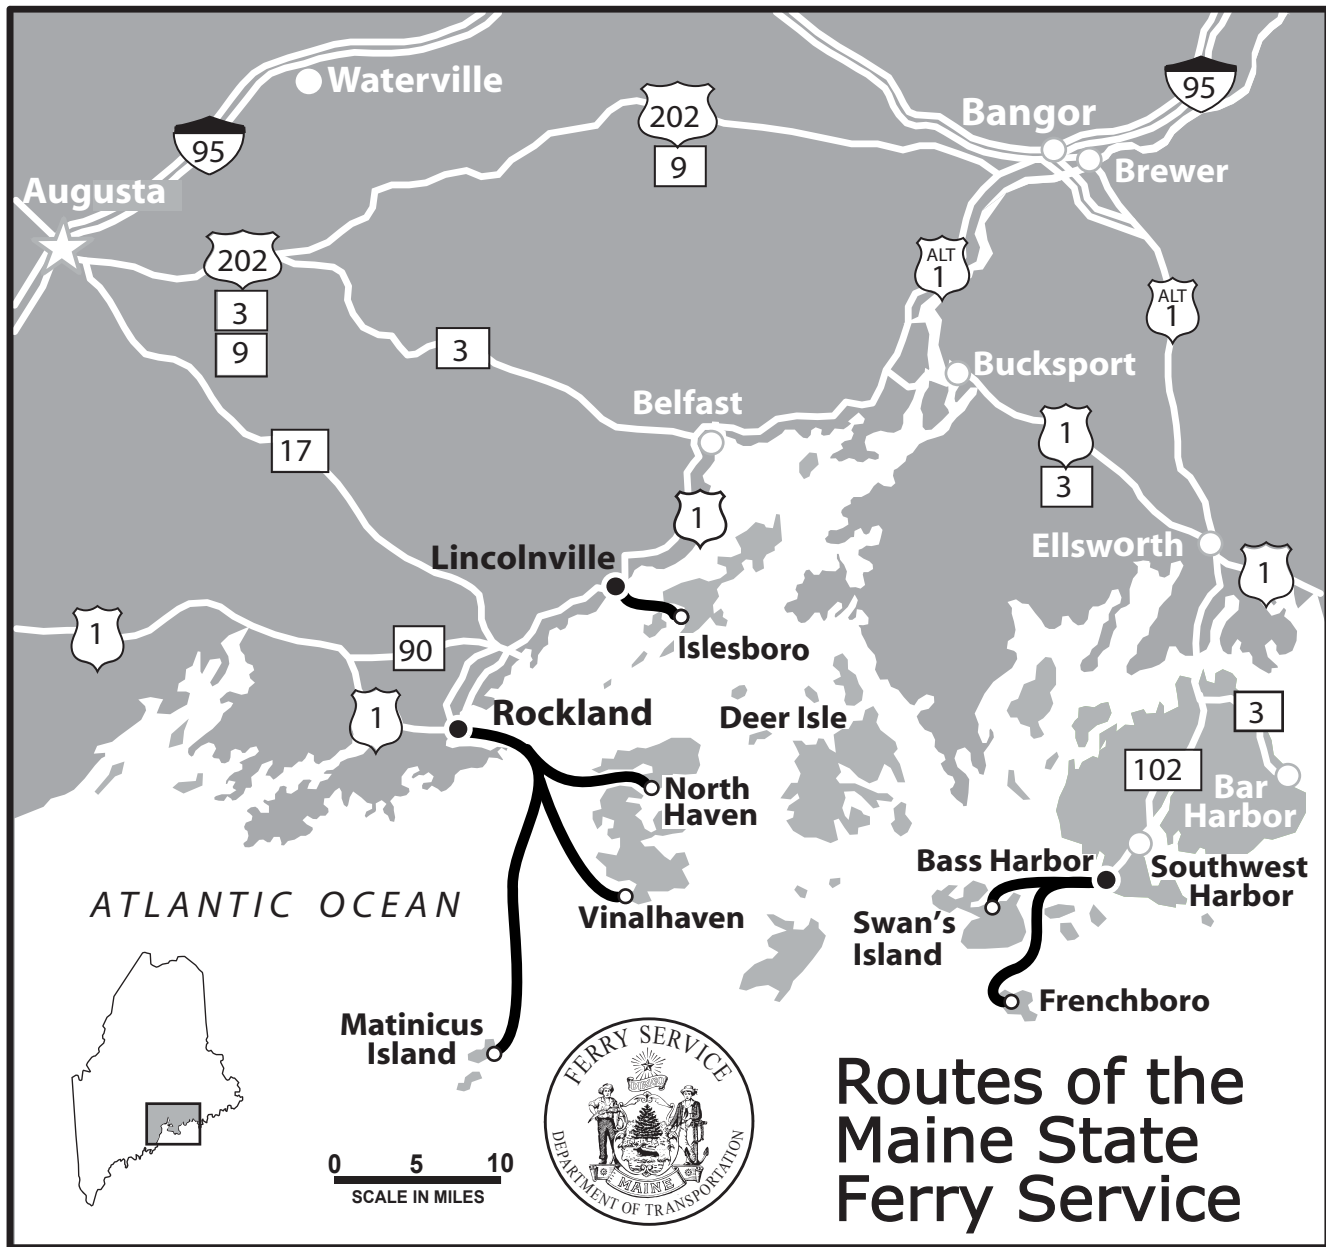 Waterville
95
202
9
Bangor
95
Brewer
Augusta
202
3
9
ALT
1
ALT
1
3
Bucksport
Belfast
1
3
17
1
Lincolnville
Ellsworth
1
1
90
Islesboro
1
Rockland
Deer Isle
3
102
North
Haven
Bar
Harbor
Bass Harbor
Southwest
Harbor
ATLANTIC OCEAN
Vinalhaven
Swan's
Island
Frenchboro
Matinicus
Island
FERRY SERVICE
MAINE
DEPARTMENT OF TRANSPORTATION
0 5 10
SCALE IN MILES
Routes of the
Maine State
Ferry Service